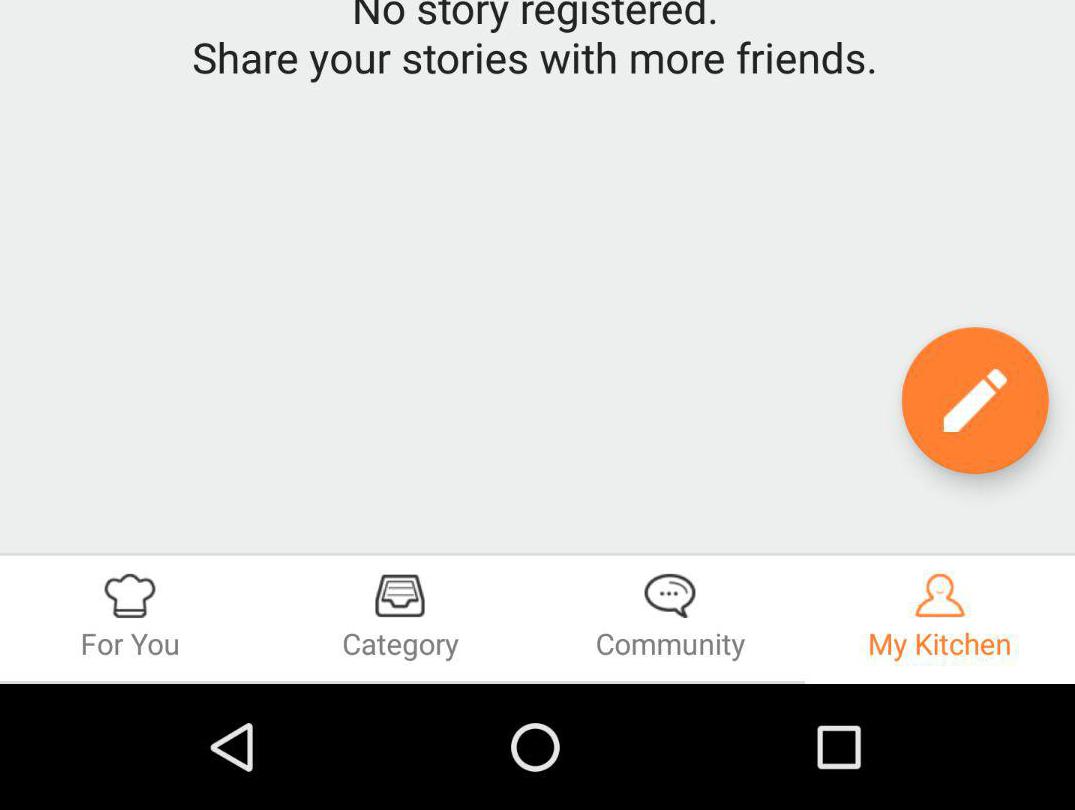 No story registered.
Share your stories with more friends.
For You
Category
Community
My Kitchen